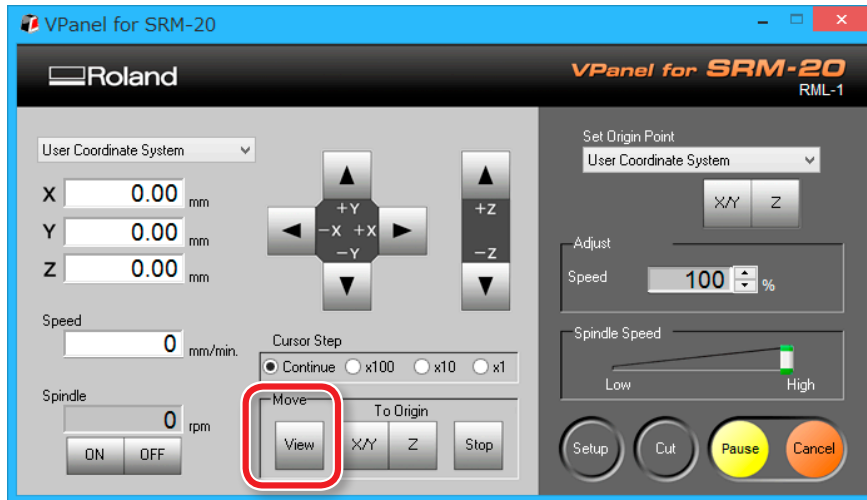 VPanel for SRM-20
Roland
VPanel for SRM-20
RML-1
User Coordinate System
X 0.00 mm
Y 0.00 mm
Z 0.00 mm
Speed
0 mm/min.
Spindle
0 rpm
ON OFF
+Y
-X +X
-Y
+Z
-Z
Cursor Step
Continue x100 x10 x1
Move
To Origin
View X/Y Z Stop
Set Origin Point
User Coordinate System
X/Y Z
Adjust
Speed 100 %
Spindle Speed
Low High
Setup Cut Pause Cancel